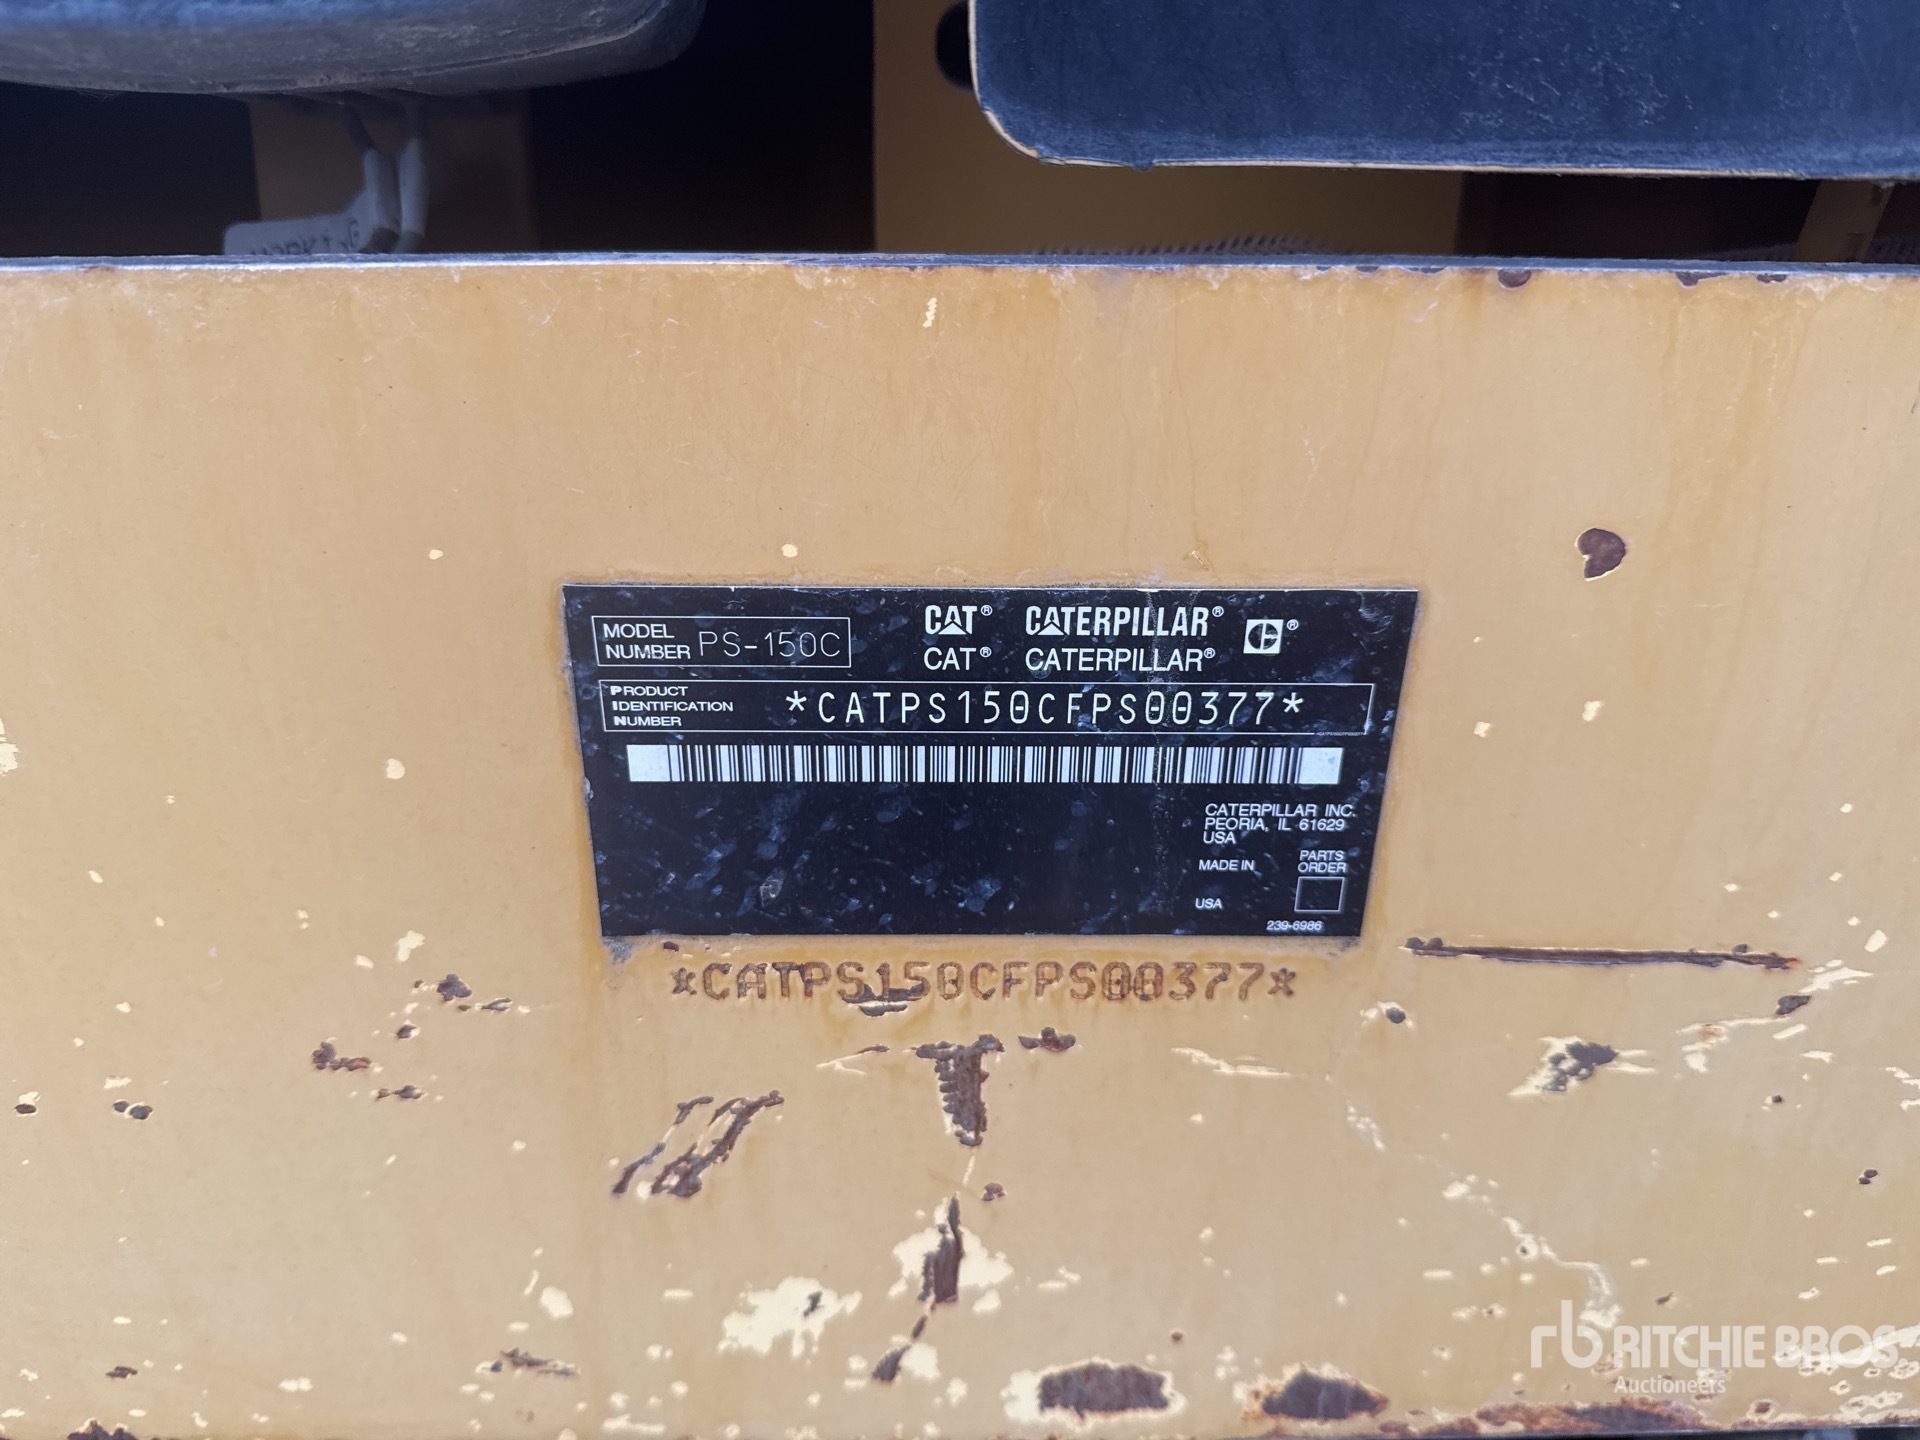 MODEL NUMBER PS-150C
CAT® CATERPILLAR®
CAT® CATERPILLAR®
PRODUCT
IDENTIFICATION
NUMBER
*CATPS150CFPS00377*
CATERPILLAR INC.
PEORIA, IL 61629
USA
MADE IN
USA
PARTS
ORDER
239-6986
*CATPS150CFPS00377*
rb RITCHIE BROS
Auctioneers